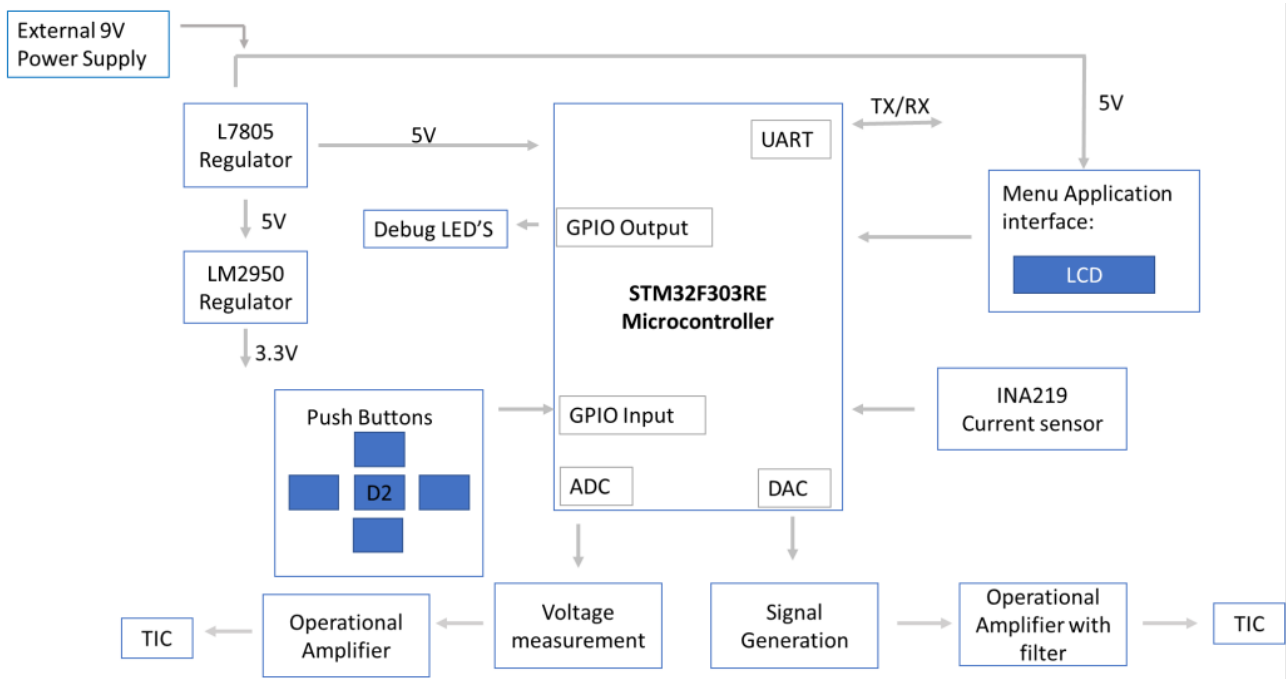 External 9V
Power Supply
L7805
Regulator
5V
UART
TX/RX
5V
Menu Application
interface:
LCD
5V
Debug LED'S
GPIO Output
LM2950
Regulator
STM32F303RE
Microcontroller
3.3V
Push Buttons
D2
GPIO Input
INA219
Current sensor
ADC
DAC
TIC
Operational
Amplifier
Voltage
measurement
Signal
Generation
Operational
Amplifier with
filter
TIC